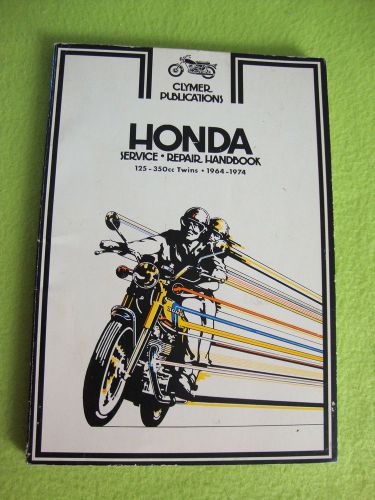 CLYMER
PUBLICATIONS
HONDA
SERVICE • REPAIR HANDBOOK
125-350cc Twins • 1964-1974